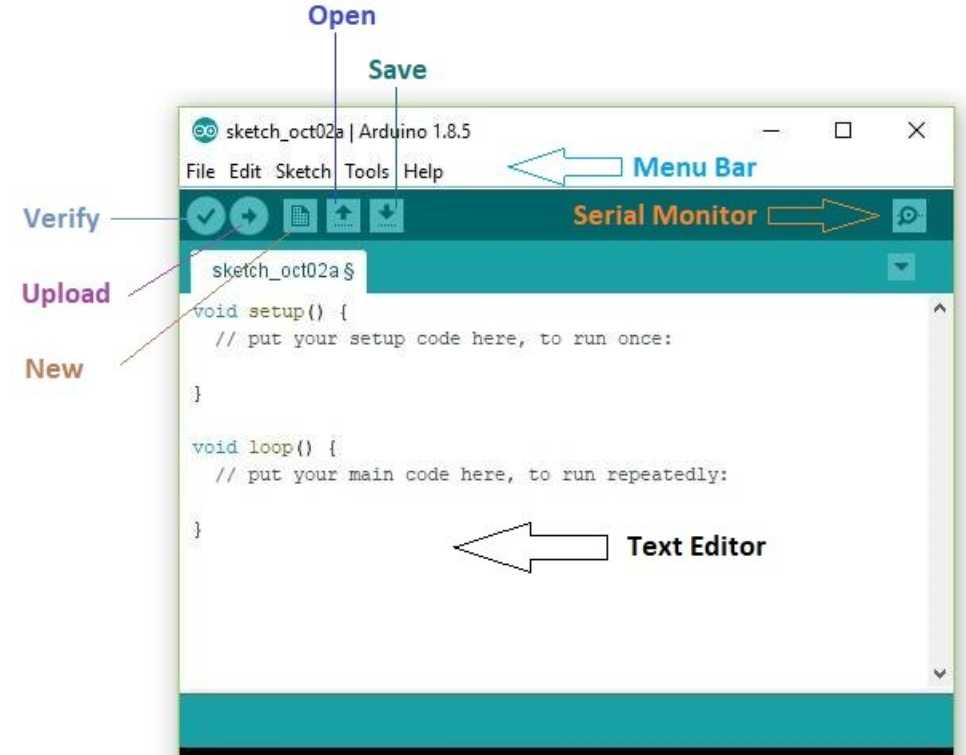 Open
Save
sketch_oct02a | Arduino 1.8.5
File Edit Sketch Tools Help
Menu Bar
Verify
Serial Monitor
sketch_oct02a §
Upload
void setup() {
// put your setup code here, to run once:
New
}
void loop() {
// put your main code here, to run repeatedly:
}
Text Editor